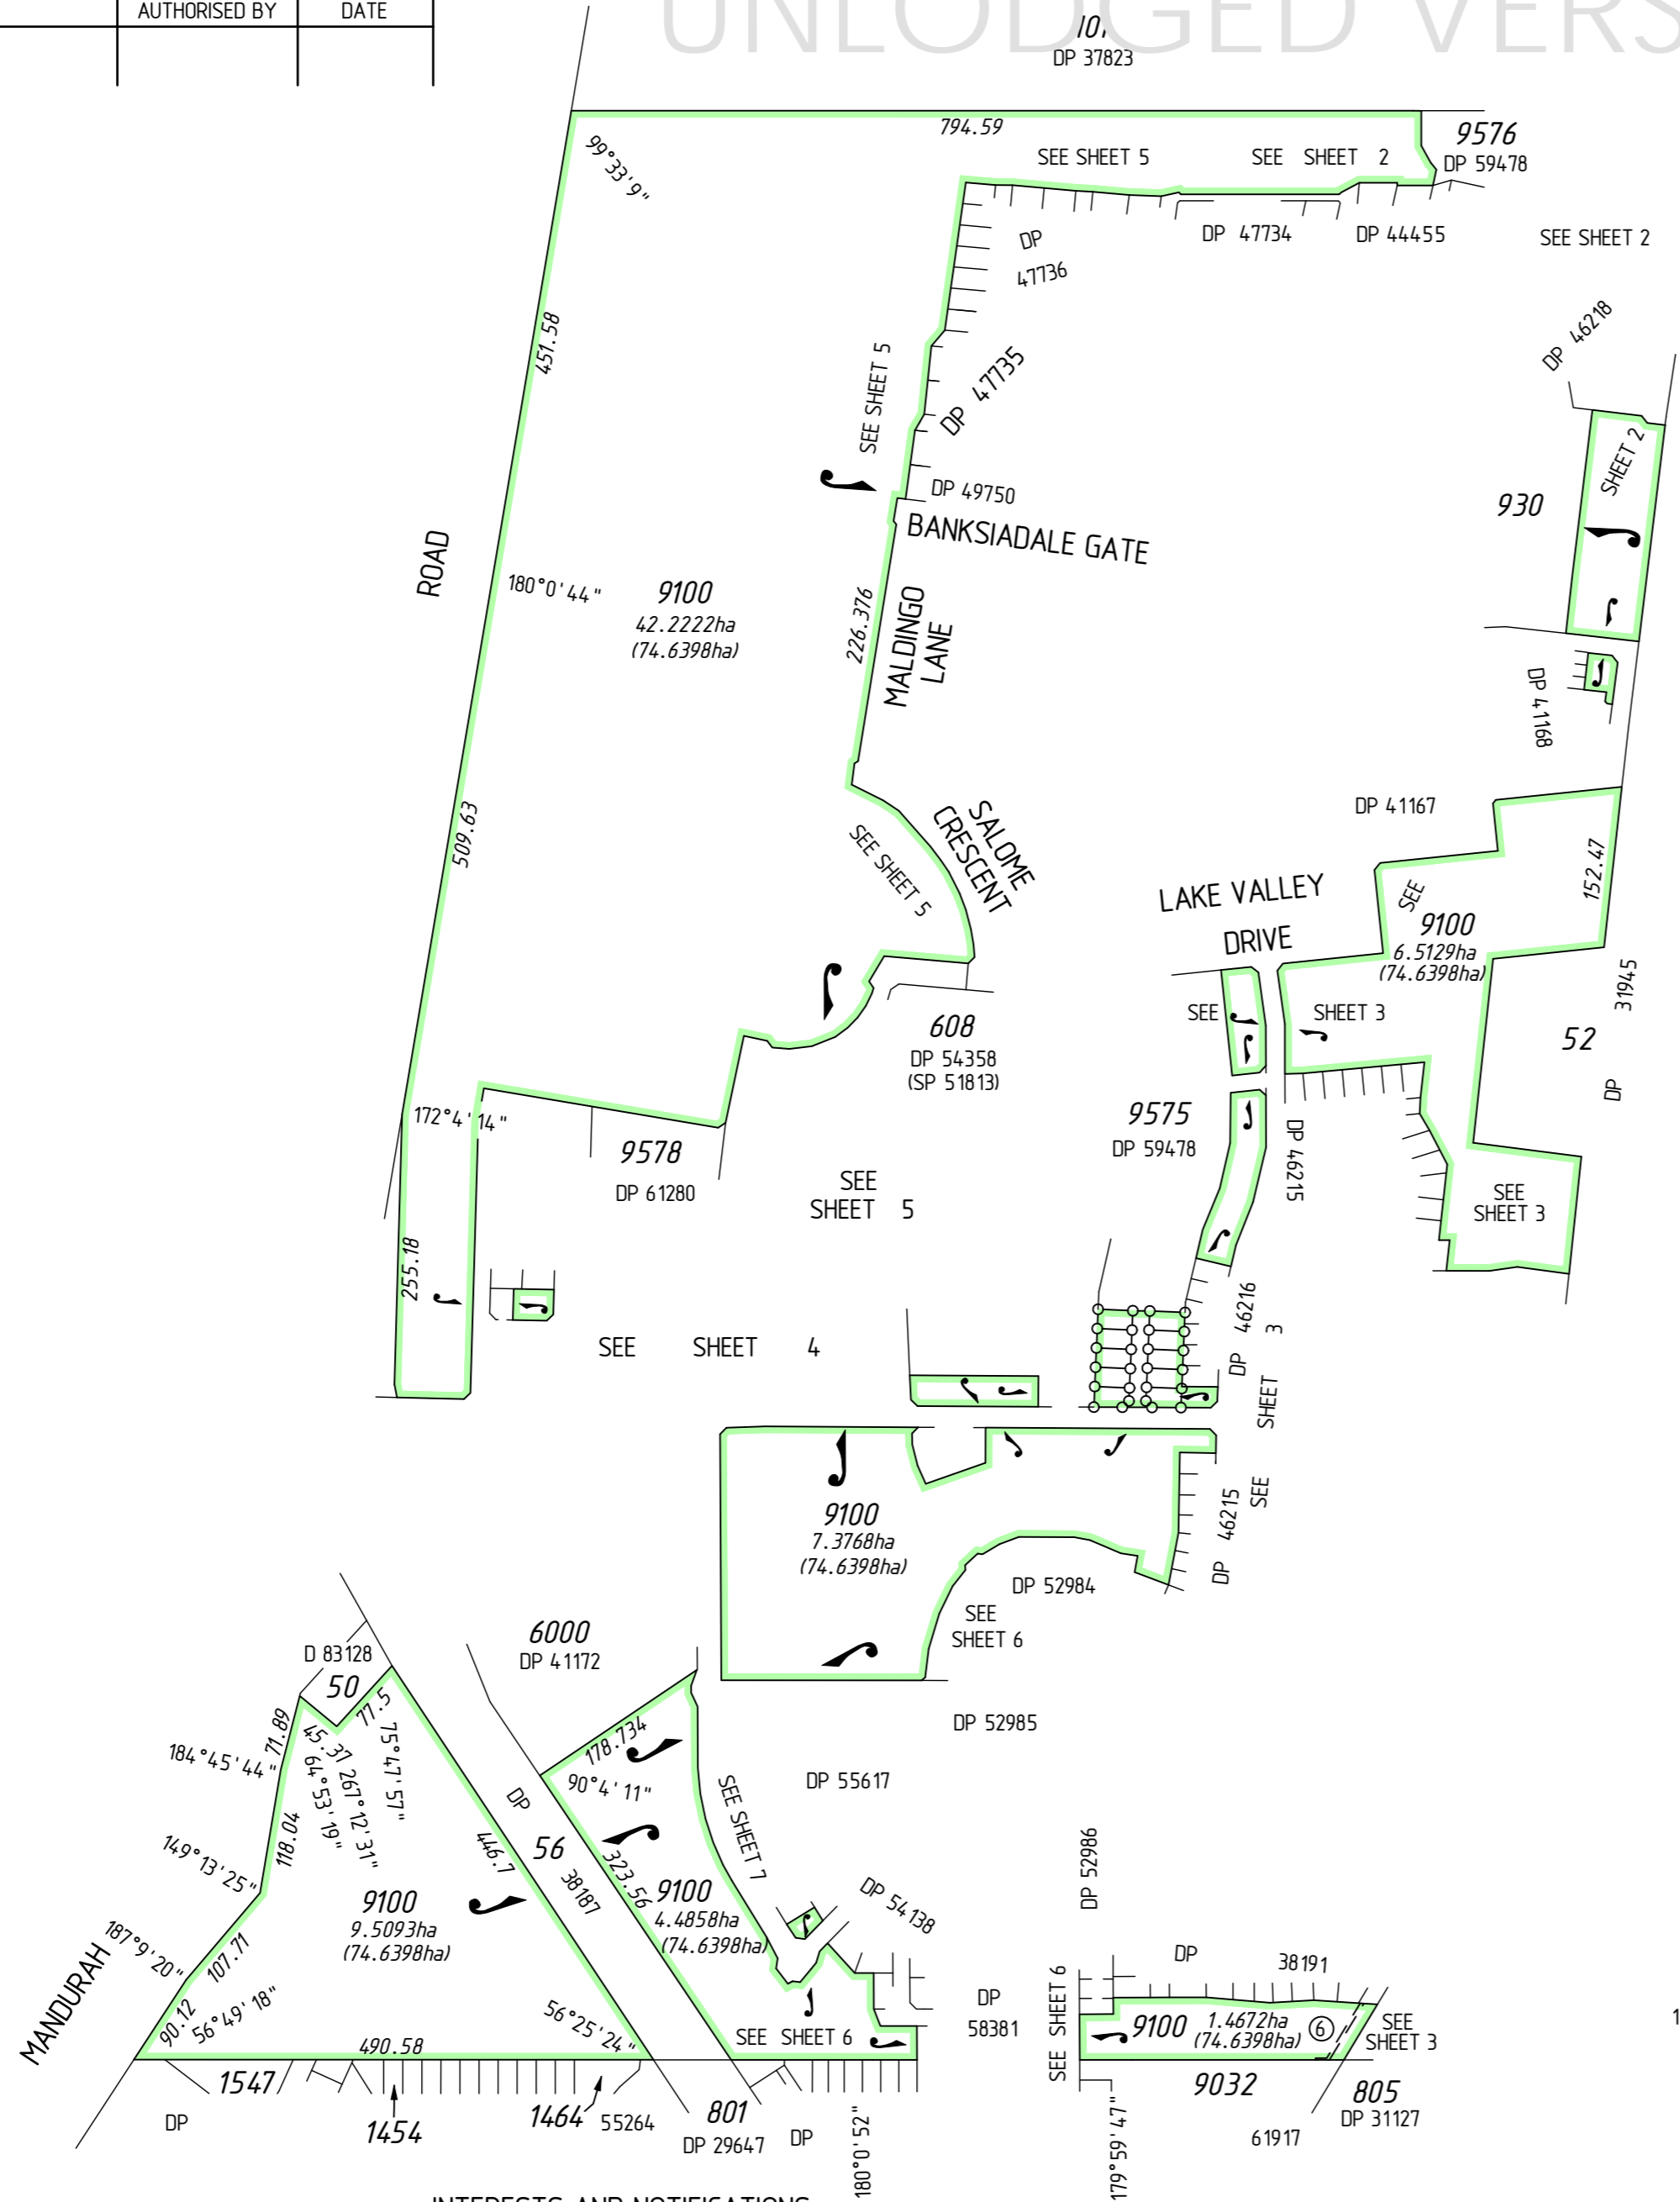 AUTHORISED BY
DATE
UNLODGED VERS
DP 37823
794.59
9576
DP 59478
SEE SHEET 5
SEE SHEET 2
99°33'9"
DP 47736
DP 47734
DP 44455
SEE SHEET 2
451.58
SEE SHEET 5
DP 47735
DP 46218
SHEET 2
930
DP 49750
BANKSIADALE GATE
ROAD
180°0'44"
9100
42.2222ha
(74.6398ha)
226.376
MALDINGO
LANE
DP 41168
509.63
SEE SHEET 5
SALOME
CRESCENT
DP 41167
152.47
LAKE VALLEY
DRIVE
SEE
9100
6.5129ha
(74.6398ha)
SEE
SHEET 3
608
DP 54358
(SP 51813)
52
DP 31945
172°4'14"
9578
DP 61280
9575
DP 59478
DP 46215
SEE
SHEET 5
SEE
SHEET 3
255.18
SEE SHEET 4
DP 46216
SEE SHEET 3
9100
7.3768ha
(74.6398ha)
DP 46215
DP 52984
SEE
SHEET 6
6000
DP 41172
D 83128
50
77.5
75°47'57"
71.89
184°45'44"
45.37
64°53'19"
267°12'31"
178.734
90°4'11"
DP 52985
DP 55617
SEE SHEET 7
118.04
149°13'25"
446.7
DP 38187
56
323.56
9100
9.5093ha
(74.6398ha)
9100
4.4858ha
(74.6398ha)
DP 54138
DP 52986
187°9'20"
107.71
MANDURAH
90.12
56°49'18"
490.58
56°25'24"
SEE SHEET 6
DP
58381
SEE SHEET 6
DP 38191
9100
1.4672ha
(74.6398ha)
6
SEE
SHEET 3
1
1547
DP
1454
1464
55264
801
DP 29647
DP
180°0'52"
179°59'47"
9032
61917
805
DP 31127
INTERESTS AND NOTIFICATIONS